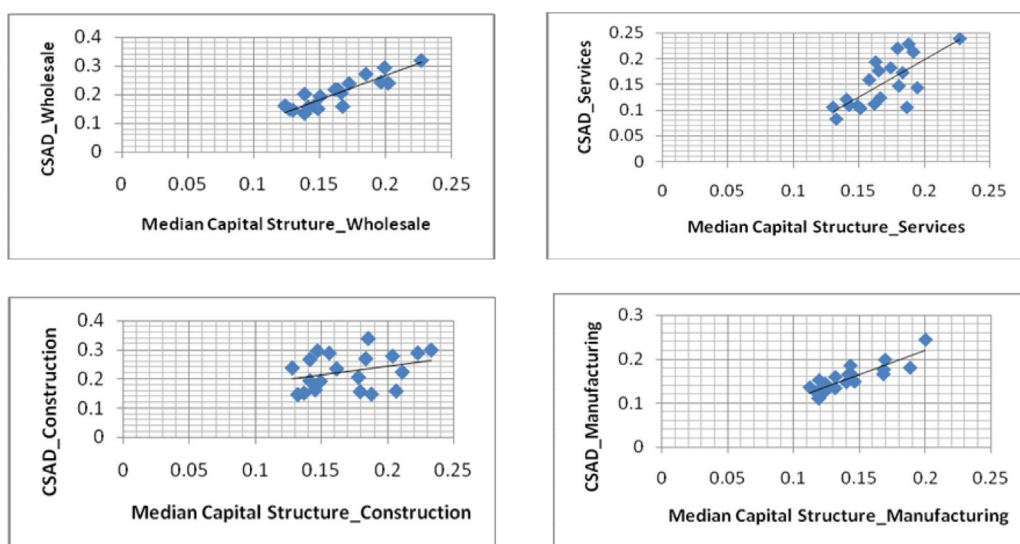 CSAD_Wholesale
0.4
0.3
0.2
0.1
0
0 0.05 0.1 0.15 0.2 0.25
Median Capital Struture_Wholesale
CSAD_Services
0.25
0.2
0.15
0.1
0.05
0
0 0.05 0.1 0.15 0.2 0.25
Median Capital Structure_Services
CSAD_Construction
0.4
0.3
0.2
0.1
0
0 0.05 0.1 0.15 0.2 0.25
Median Capital Structure_Construction
CSAD_Manufacturing
0.3
0.2
0.1
0
0 0.05 0.1 0.15 0.2 0.25
Median Capital Structure_Manufacturing